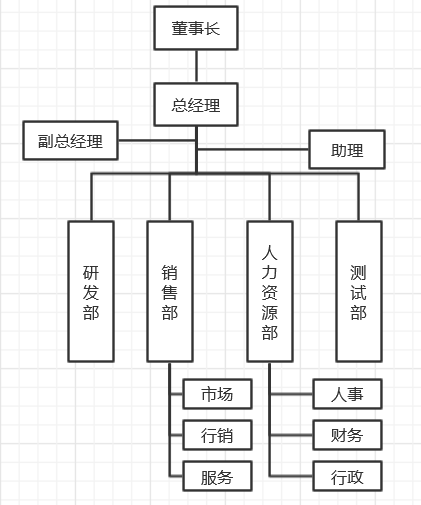 董事长
总经理
副总经理
助理
研发部
销售部
人力资源部
测试部
市场
人事
行销
财务
服务
行政